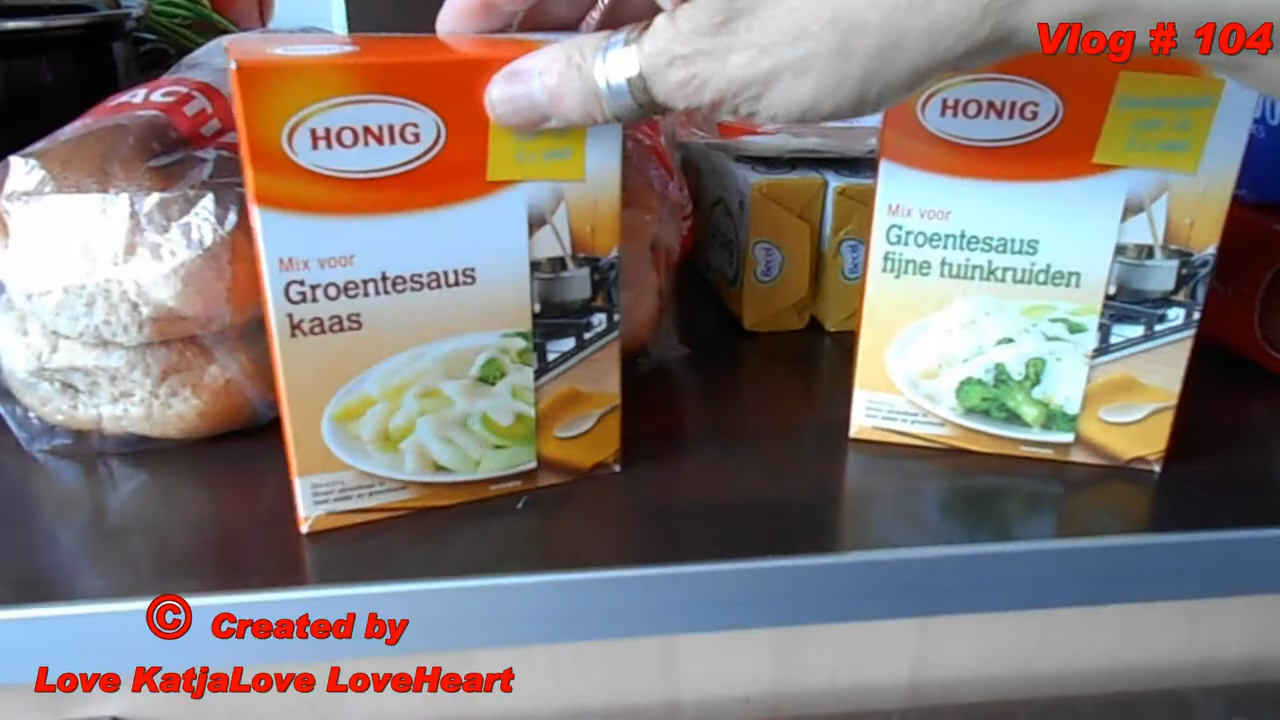 Vlog # 104
ACTI
HONIG
Mix voor
Groentesaus
kaas
HONIG
Mix voor
Groentesaus
fijne tuinkruiden
Becel
Becel
© Created by
Love KatjaLove LoveHeart